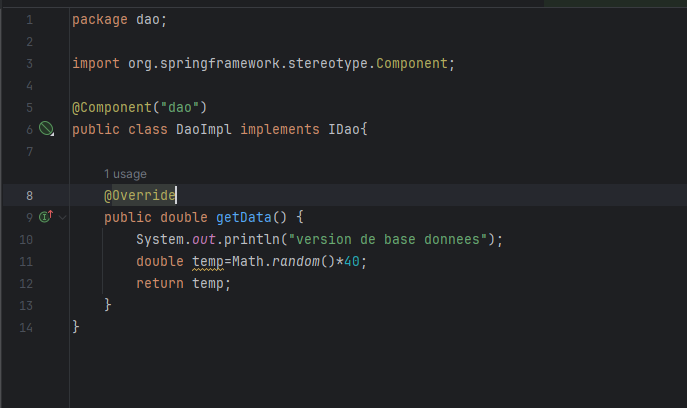 1 package dao;
2
3 import org.springframework.stereotype.Component;
4
5 @Component("dao")
6 public class DaoImpl implements IDao{
7
1 usage
8 @Override
9 public double getData() {
10 System.out.println("version de base donnees");
11 double temp=Math.random()*40;
12 return temp;
13 }
14 }